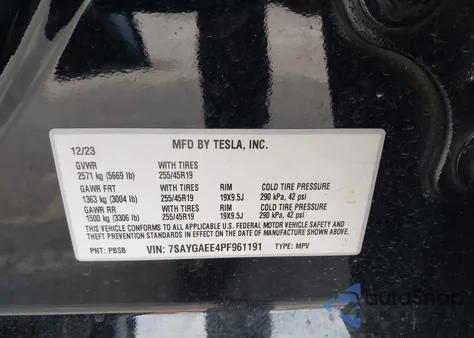 12/23 MFD BY TESLA, INC.
GVWR WITH TIRES
2571 kg (5669 lb) 255/45R19
GAWR FRT WITH TIRES RIM COLD TIRE PRESSURE
1363 kg (3004 lb) 255/45R19 19X9.5J 290 kPa, 42 psi
GAWR RR WITH TIRES RIM COLD TIRE PRESSURE
1500 kg (3306 lb) 255/45R19 19X9.5J 290 kPa, 42 psi
THIS VEHICLE CONFORMS TO ALL APPLICABLE U.S. FEDERAL MOTOR VEHICLE SAFETY AND
THEFT PREVENTION STANDARDS IN EFFECT ON THE DATE OF MANUFACTURE SHOWN ABOVE.
PNT: PBSB VIN: 7SAYGAEE4PF961191 TYPE: MPV
autoSnap